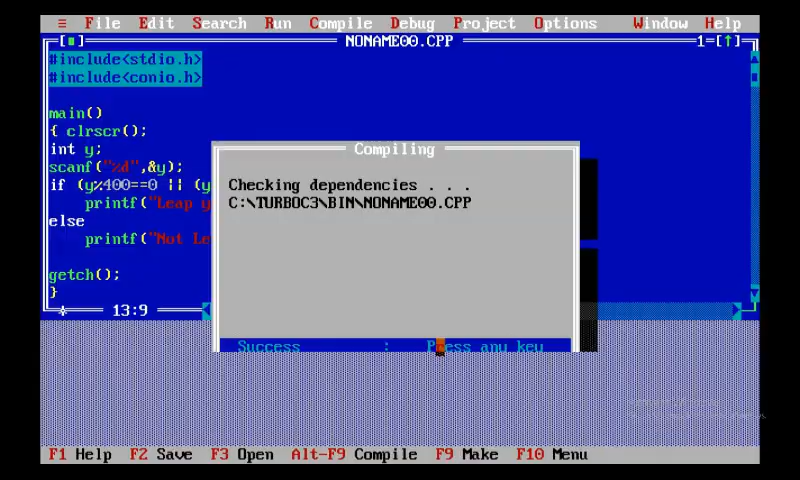 ≡ File Edit Search Run Compile Debug Project Options Window Help
[■] NONAME00.CPP 1=[↑]
#include<stdio.h>
#include<conio.h>
main()
{ clrscr();
int y;
scanf("%d",&y);
if (y%400==0 || (y
printf("Leap y
else
printf("Not Le
getch();
}
13:9
Compiling
Checking dependencies . . .
C:\TURBOC3\BIN\NONAME00.CPP
Success : Press any key
F1 Help F2 Save F3 Open Alt-F9 Compile F9 Make F10 Menu